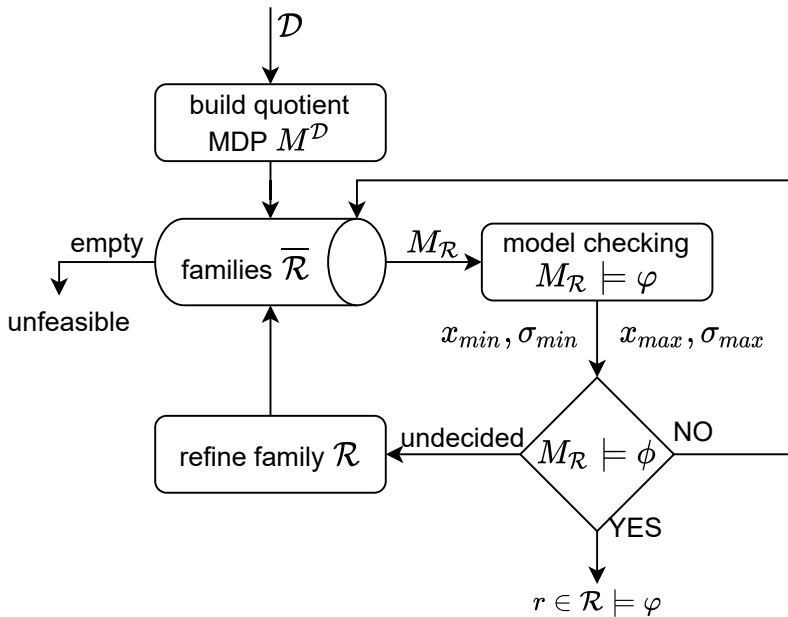 𝒟
build quotient
MDP M^𝒟
empty
families ℛ̅
M_ℛ
model checking
M_ℛ ⊨ φ
unfeasible
x_min, σ_min
x_max, σ_max
refine family ℛ
undecided
M_ℛ ⊨ ϕ
NO
YES
r ∈ ℛ ⊨ φ